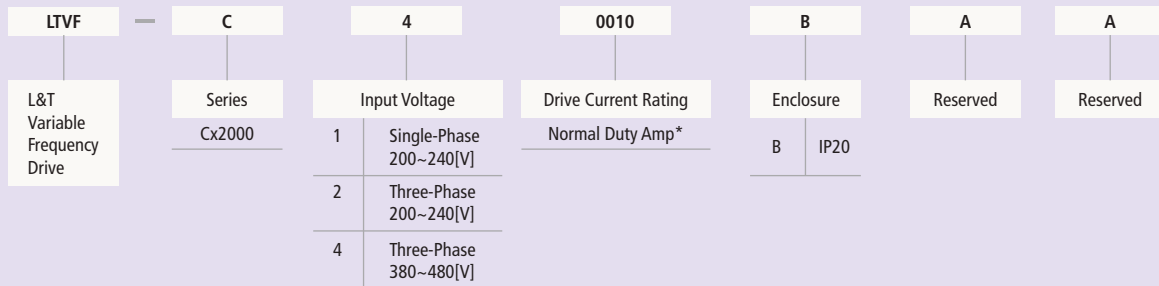 LTVF — C 4 0010 B A A
L&T
Variable
Frequency
Drive
Series
Cx2000
Input Voltage
1 Single-Phase
200~240[V]
2 Three-Phase
200~240[V]
4 Three-Phase
380~480[V]
Drive Current Rating
Normal Duty Amp*
Enclosure
B IP20
Reserved
Reserved